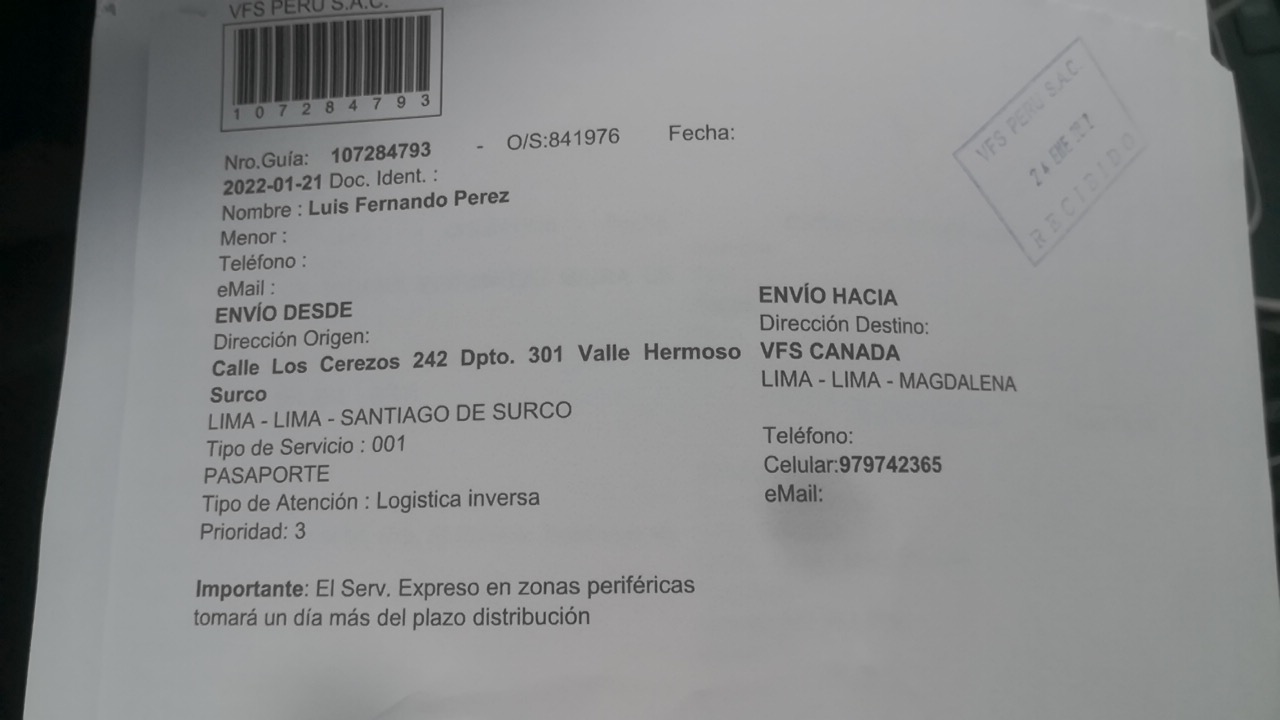 VFS PERU S.A.C.
107284793
Nro.Guía: 107284793 - O/S:841976 Fecha:
2022-01-21 Doc. Ident. :
Nombre : Luis Fernando Perez
Menor :
Teléfono :
eMail :
ENVÍO DESDE
Dirección Origen:
Calle Los Cerezos 242 Dpto. 301 Valle Hermoso
Surco
LIMA - LIMA - SANTIAGO DE SURCO
Tipo de Servicio : 001
PASAPORTE
Tipo de Atención : Logistica inversa
Prioridad: 3
Importante: El Serv. Expreso en zonas periféricas
tomará un día más del plazo distribución
VFS PERU S.A.C.
ENE
RECIBIDO
ENVÍO HACIA
Dirección Destino:
VFS CANADA
LIMA - LIMA - MAGDALENA
Teléfono:
Celular:979742365
eMail: